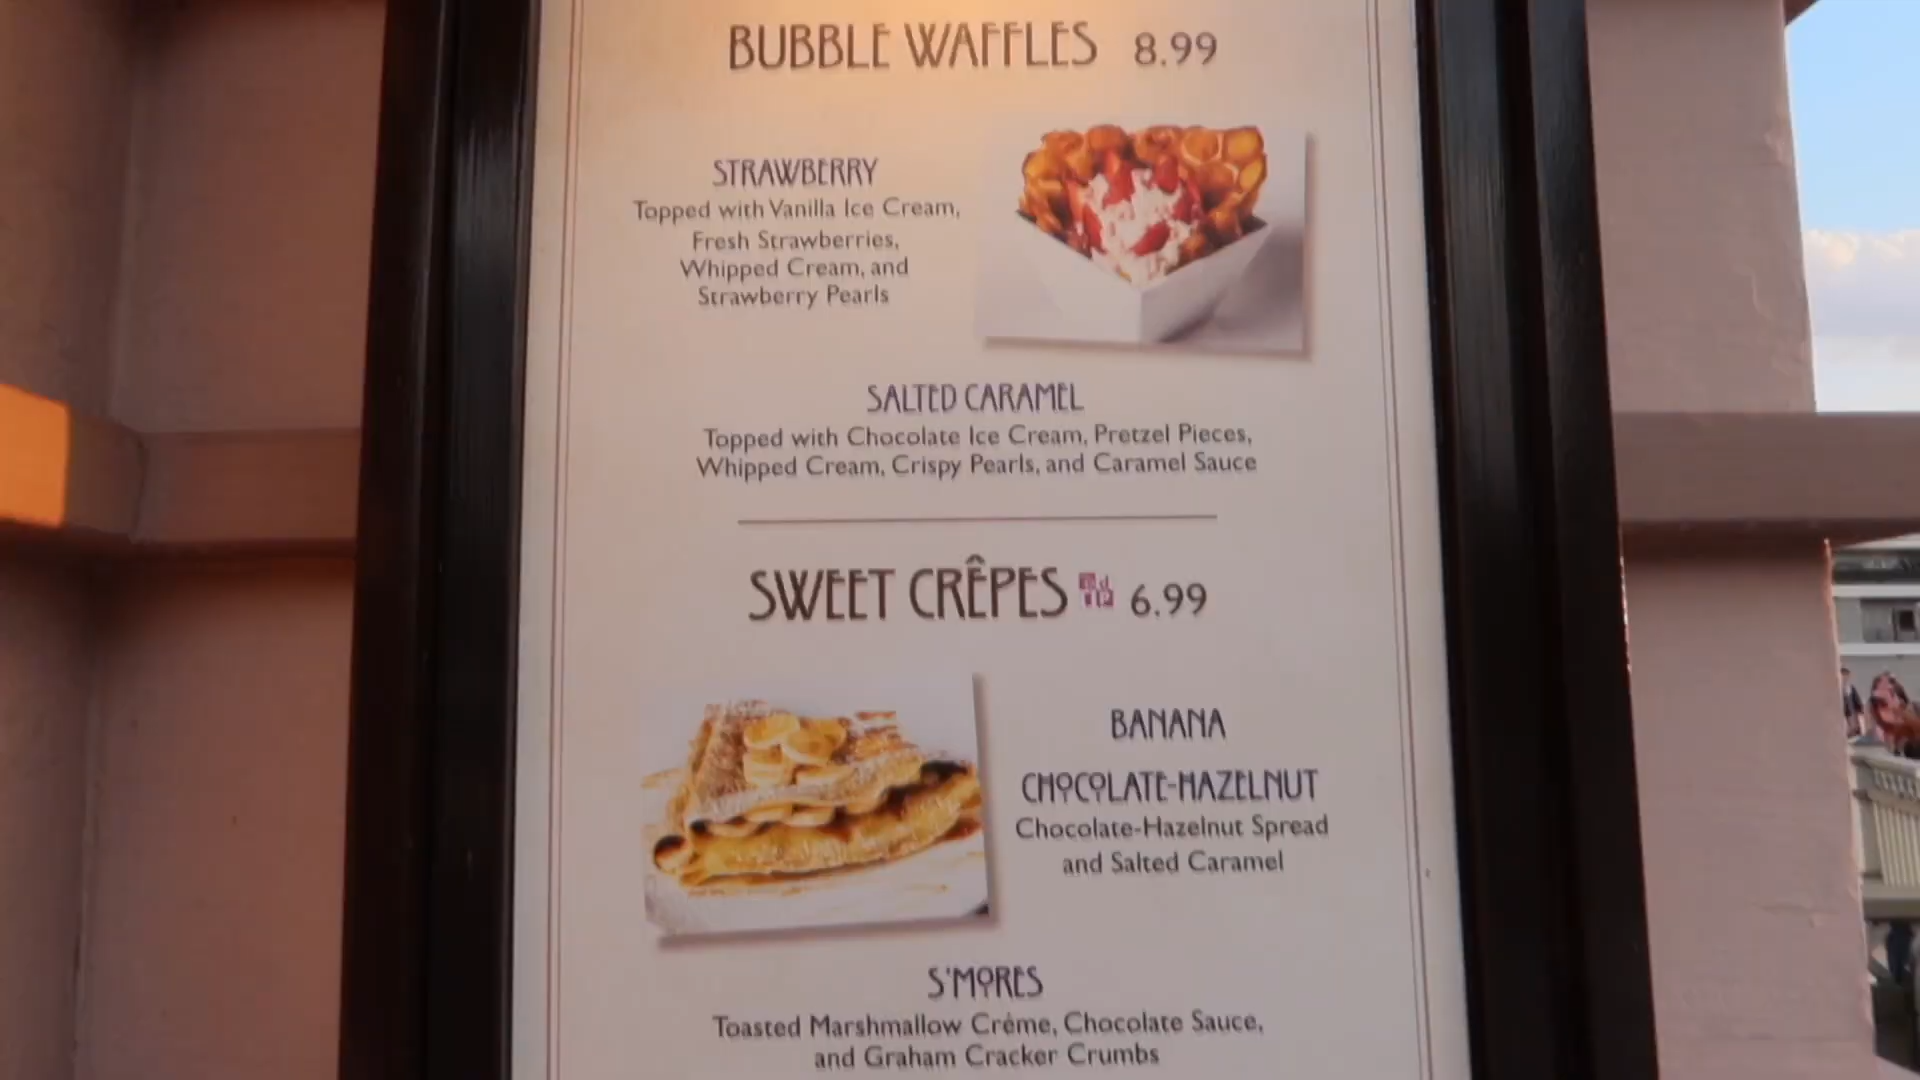 BUBBLE WAFFLES 8.99
STRAWBERRY
Topped with Vanilla Ice Cream,
Fresh Strawberries,
Whipped Cream, and
Strawberry Pearls
SALTED CARAMEL
Topped with Chocolate Ice Cream, Pretzel Pieces,
Whipped Cream, Crispy Pearls, and Caramel Sauce
SWEET CRÊPES 6.99
BANANA
CHOCOLATE-HAZELNUT
Chocolate-Hazelnut Spread
and Salted Caramel
S'MORES
Toasted Marshmallow Créme, Chocolate Sauce,
and Graham Cracker Crumbs